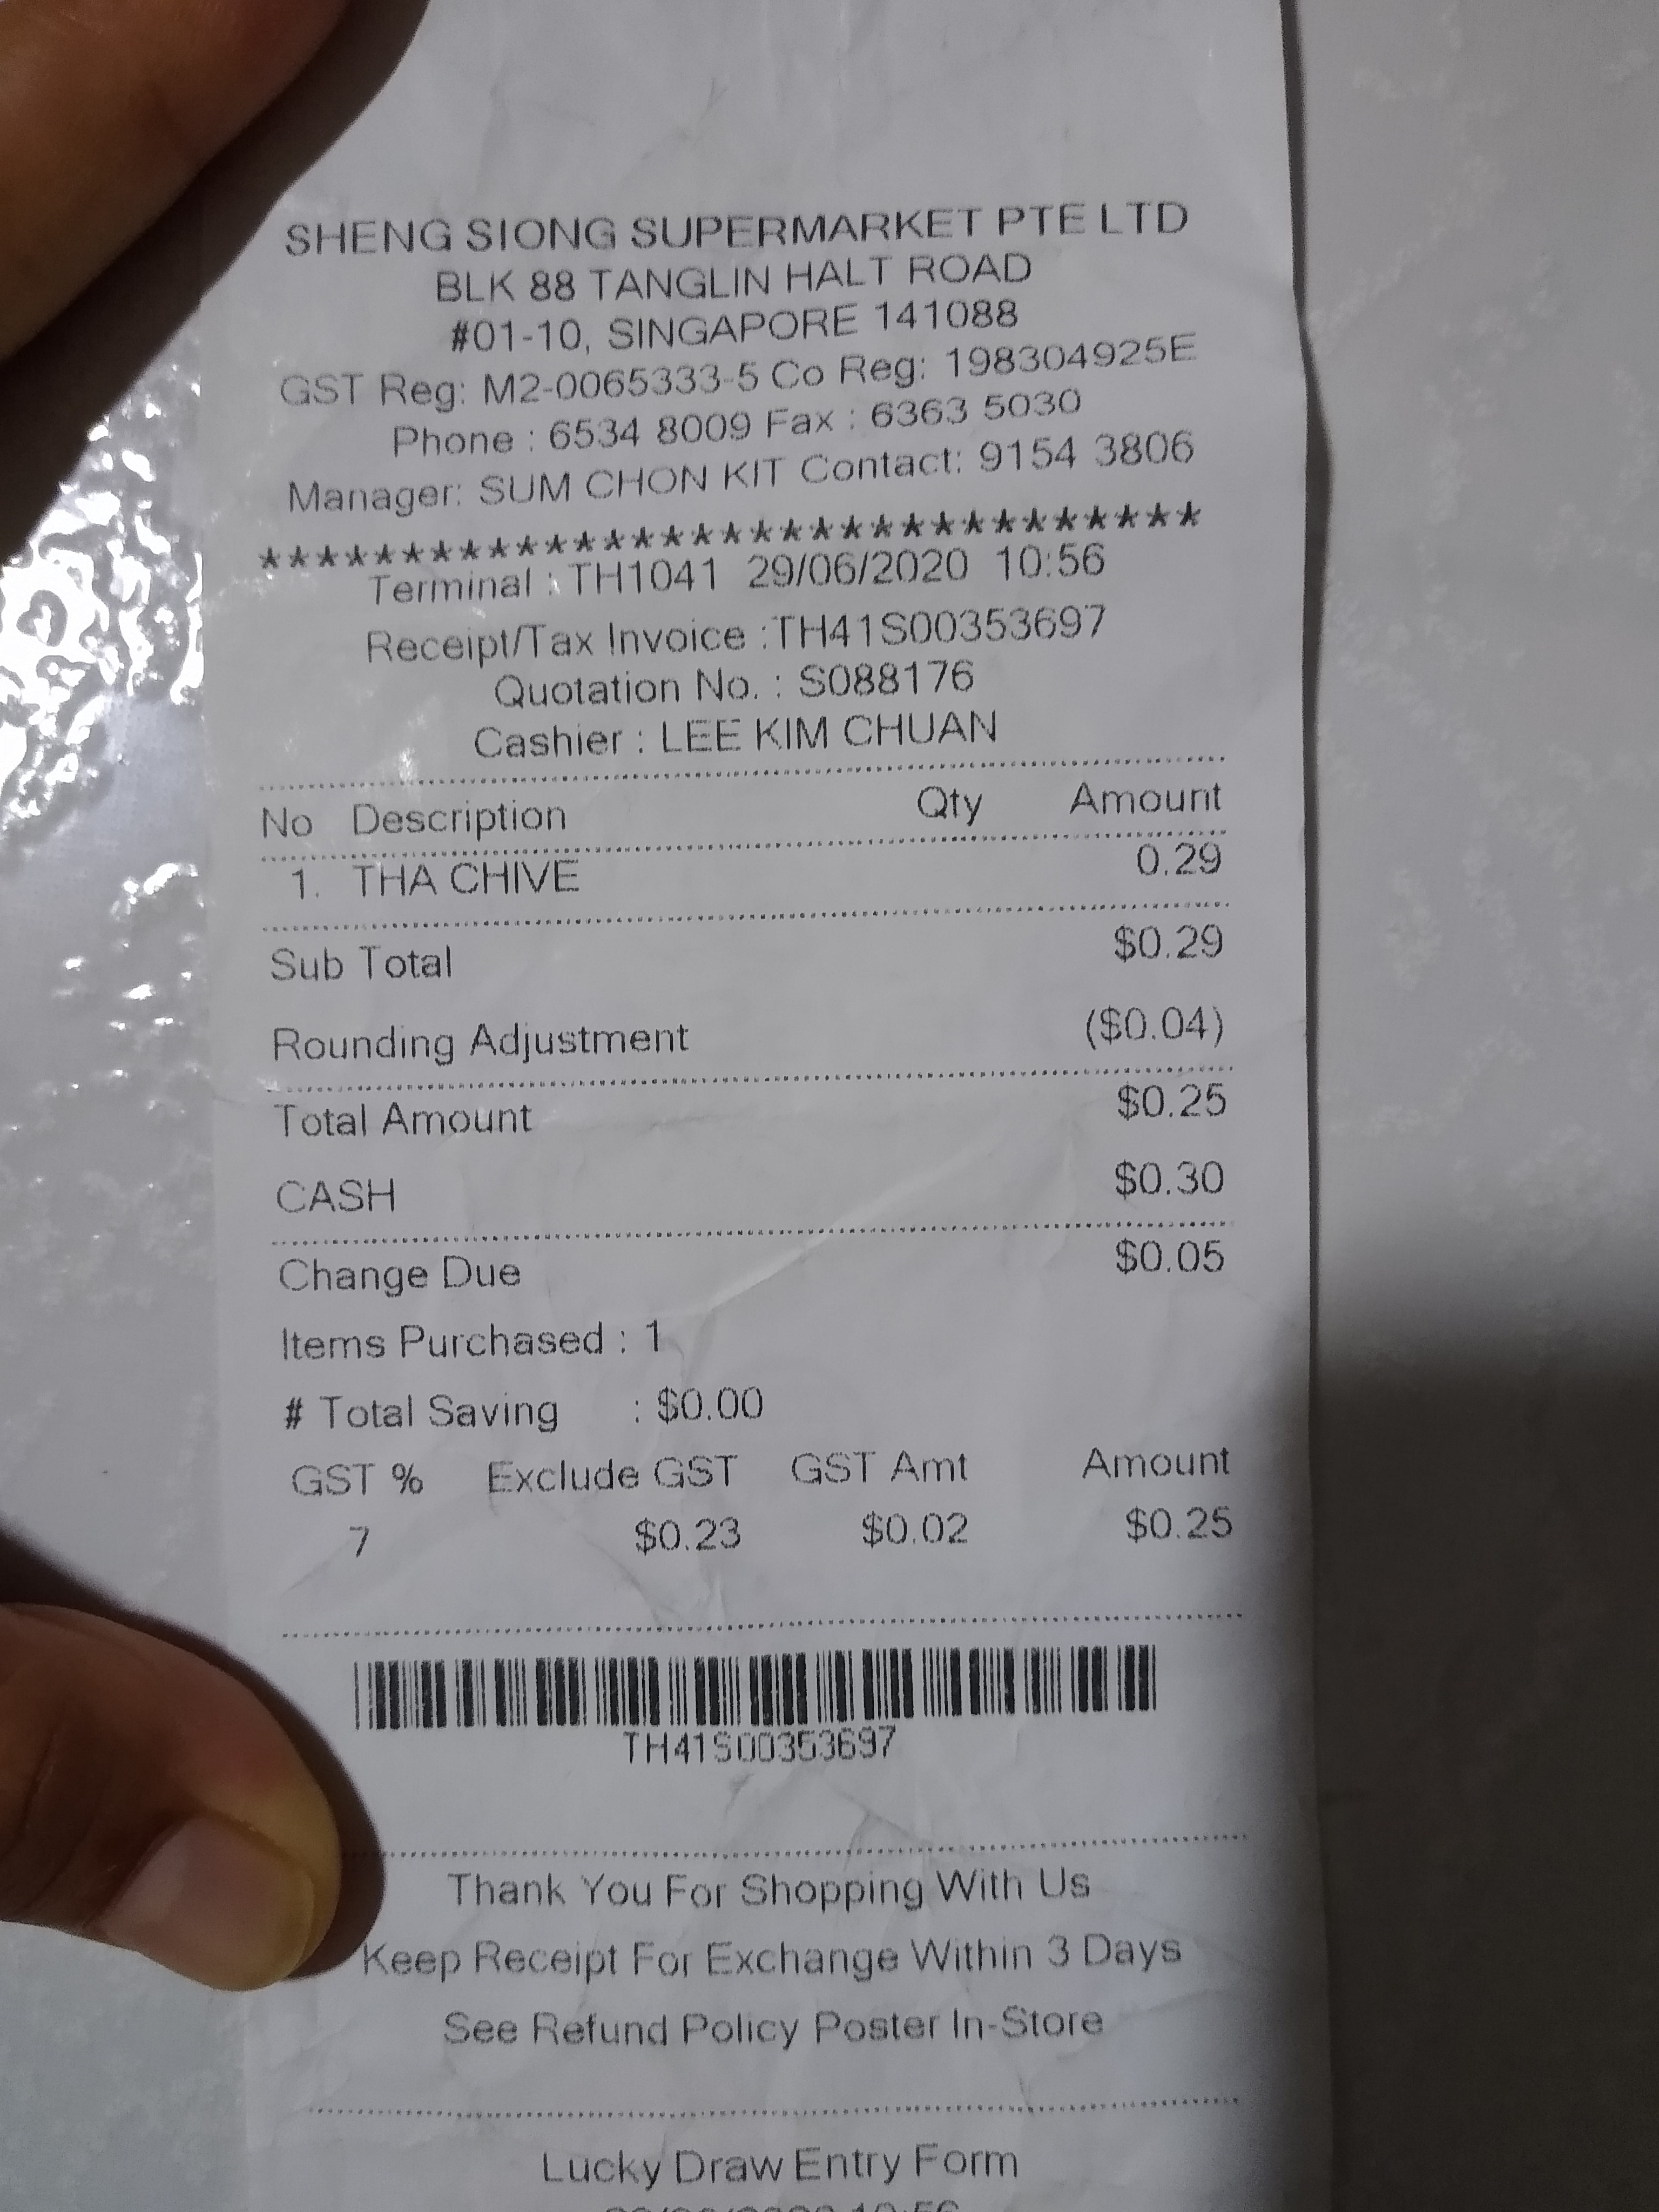 SHENG SIONG SUPERMARKET PTE LTD
BLK 88 TANGLIN HALT ROAD
#01-10, SINGAPORE 141088
GST Reg: M2-0065333-5 Co Reg: 198304925E
Phone : 6534 8009 Fax : 6363 5030
Manager: SUM CHON KIT Contact: 9154 3806
*********************************
Terminal : TH1041 29/06/2020 10:56
Receipt/Tax Invoice :TH41S00353697
Quotation No. : S088176
Cashier : LEE KIM CHUAN
No Description Qty Amount
1. THA CHIVE 0.29
Sub Total $0.29
Rounding Adjustment ($0.04)
Total Amount $0.25
CASH $0.30
Change Due $0.05
Items Purchased : 1
# Total Saving : $0.00
GST % Exclude GST GST Amt Amount
7 $0.23 $0.02 $0.25
TH41S00353697
Thank You For Shopping With Us
Keep Receipt For Exchange Within 3 Days
See Refund Policy Poster In-Store
Lucky Draw Entry Form